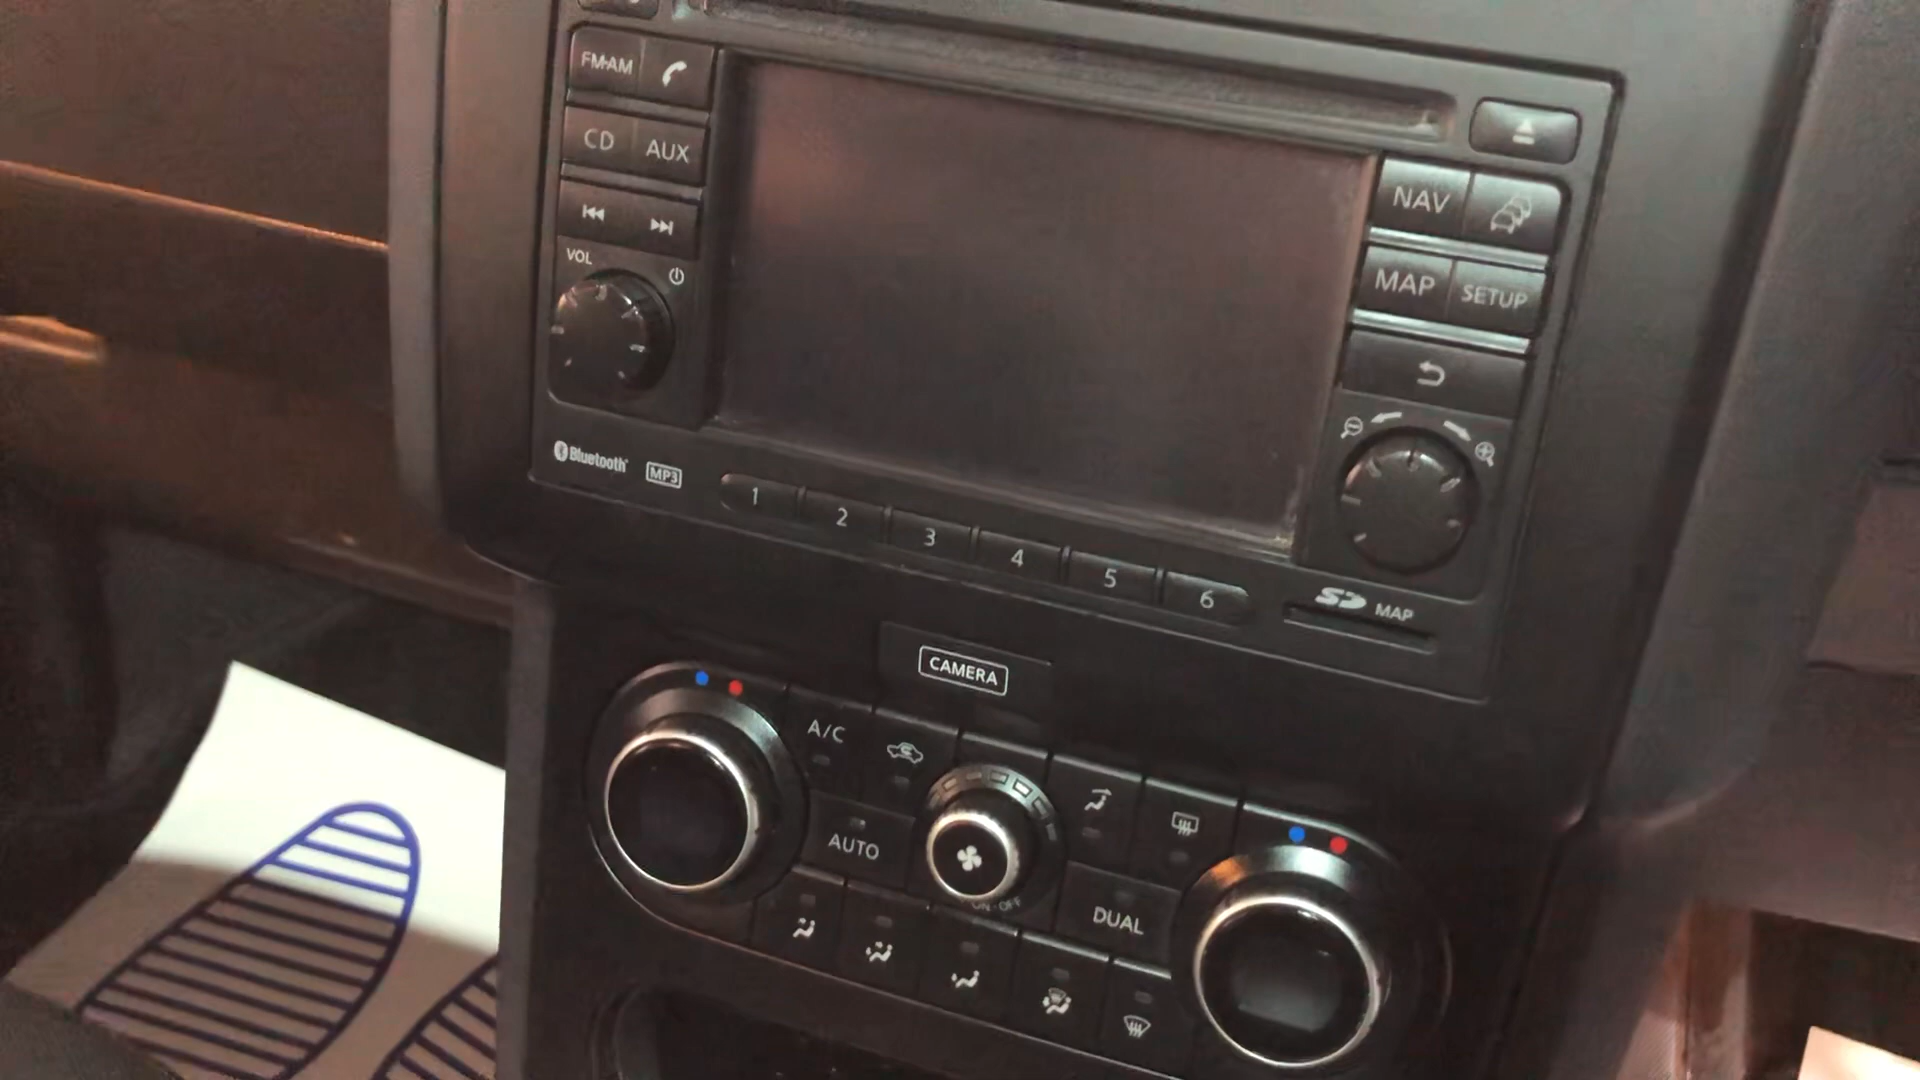 FM·AM
CD AUX
VOL
NAV
MAP SETUP
Bluetooth MP3
1 2 3 4 5 6
SD MAP
CAMERA
A/C
AUTO
ON·OFF
DUAL